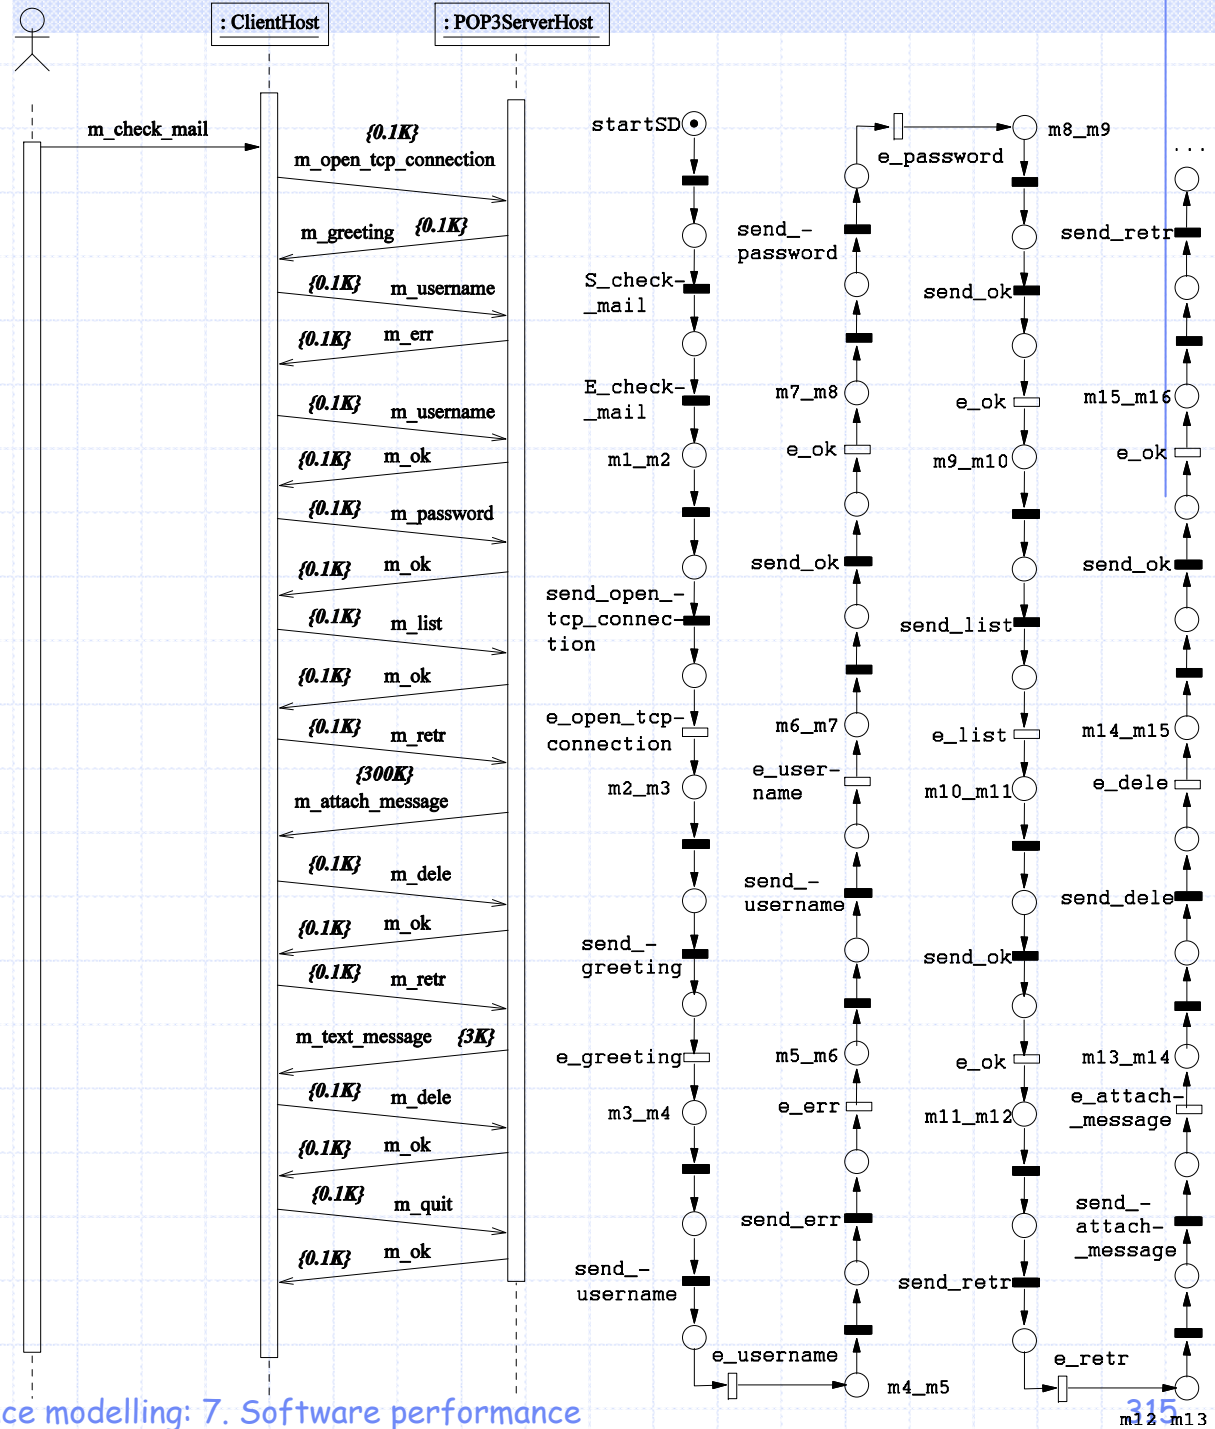 : ClientHost
: POP3ServerHost
m_check_mail
{0.1K}
m_open_tcp_connection
m_greeting
{0.1K}
{0.1K}
m_username
{0.1K}
m_err
{0.1K}
m_username
{0.1K}
m_ok
{0.1K}
m_password
{0.1K}
m_ok
{0.1K}
m_list
{0.1K}
m_ok
{0.1K}
m_retr
{300K}
m_attach_message
{0.1K}
m_dele
{0.1K}
m_ok
{0.1K}
m_retr
m_text_message
{3K}
{0.1K}
m_dele
{0.1K}
m_ok
{0.1K}
m_quit
{0.1K}
m_ok
startSD
S_check-
_mail
E_check-
_mail
m1_m2
send_open_-
tcp_connec-
tion
e_open_tcp-
connection
m2_m3
send_-
greeting
e_greeting
m3_m4
send_-
username
e_username
m4_m5
send_err
e_err
m5_m6
send_-
username
e_user-
name
m6_m7
send_ok
e_ok
m7_m8
send_-
password
e_password
m8_m9
send_ok
e_ok
m9_m10
send_list
e_list
m10_m11
send_ok
e_ok
m11_m12
send_retr
e_retr
m12_m13
send_-
attach-
_message
e_attach-
_message
m13_m14
send_dele
e_dele
m14_m15
send_ok
e_ok
m15_m16
send_retr
...
ce modelling: 7. Software performance
315